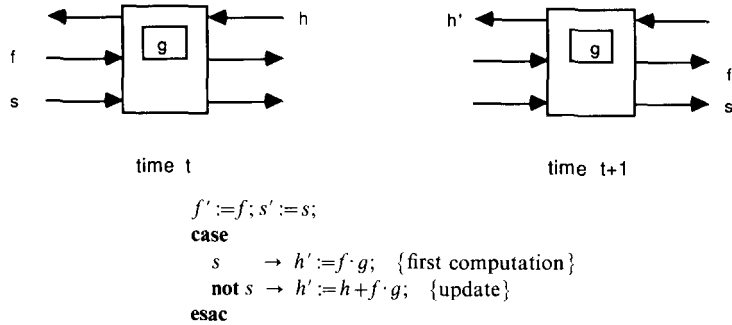 h
g
f
s
time t
h'
g
f
s
time t+1
f' := f; s' := s;
case
s → h' := f · g; {first computation}
not s → h' := h + f · g; {update}
esac